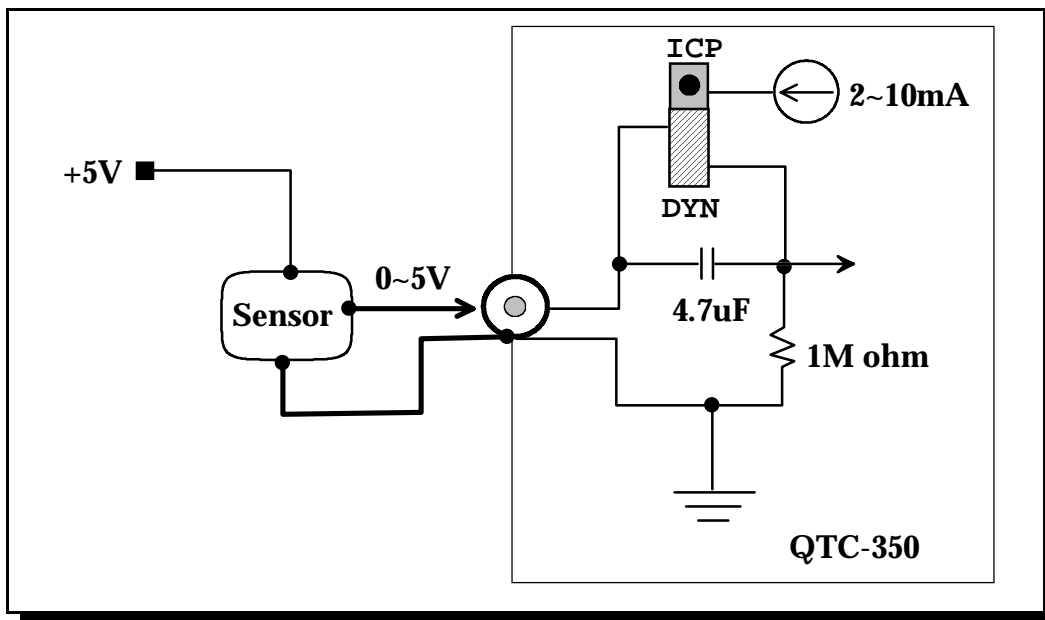 ICP
2~10mA
+5V
DYN
0~5V
Sensor
4.7uF
1M ohm
QTC-350